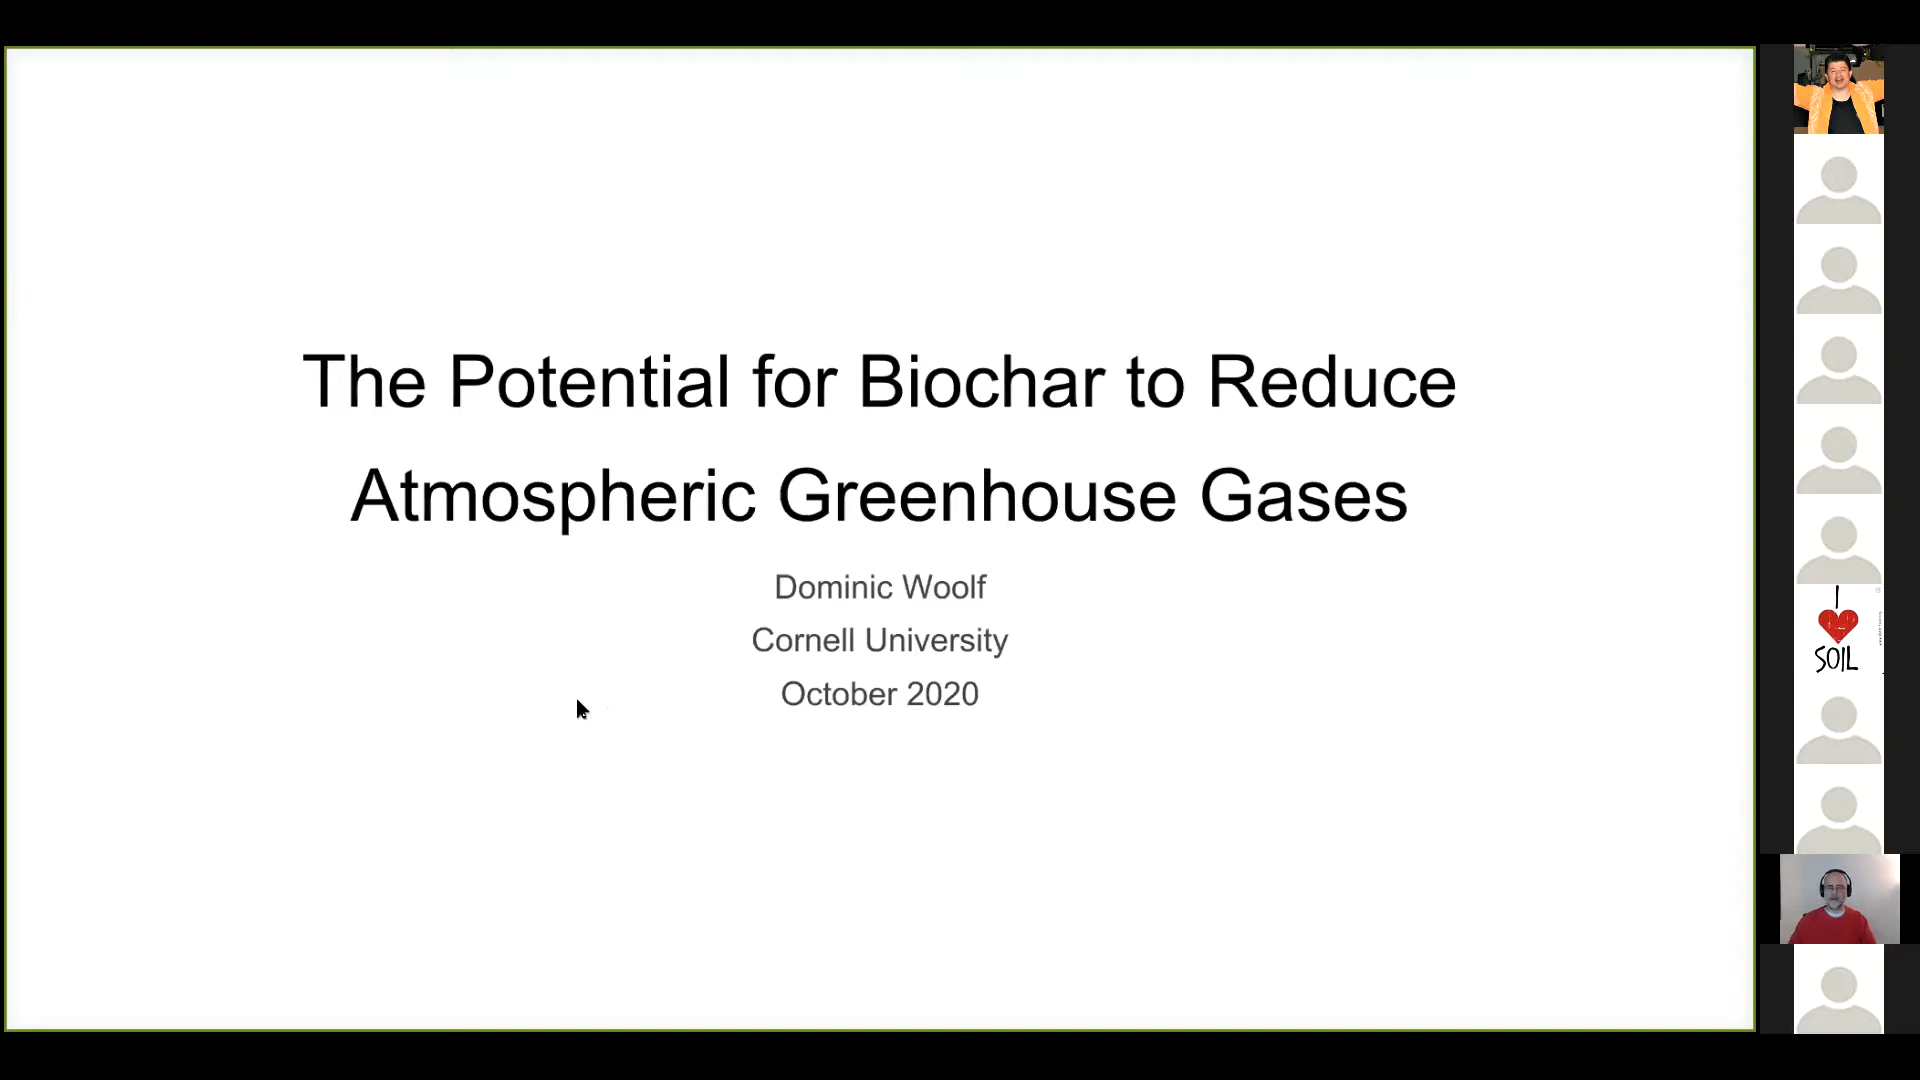 The Potential for Biochar to Reduce
Atmospheric Greenhouse Gases
Dominic Woolf
Cornell University
October 2020
I
SOIL